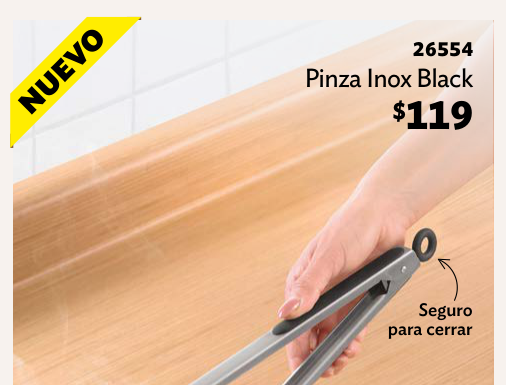 NUEVO
26554
Pinza Inox Black
$119
Seguro
para cerrar